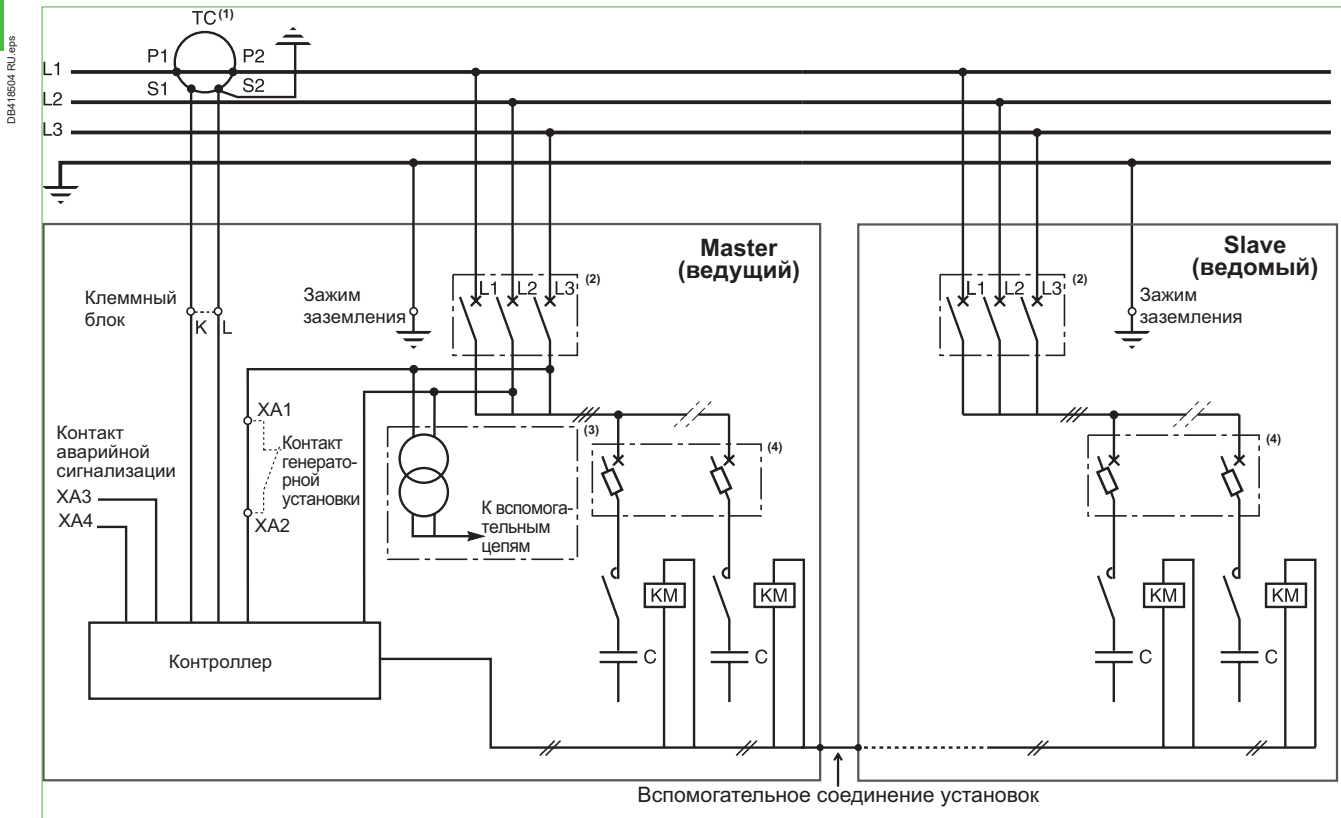 DB418504 RU.eps
TC(1)
P1 P2
S1 S2
L1
L2
L3
Master
(ведущий)
Slave
(ведомый)
Клеммный
блок
K L
Зажим
заземления
L1 L2 L3 (2)
L1 L2 L3 (2)
Зажим
заземления
XA1
Контакт
генерато-
рной
установки
XA2
Контакт
аварийной
сигнализации
XA3
XA4
(3)
К вспомога-
тельным
цепям
(4)
(4)
KM
KM
KM
KM
C
C
C
C
Контроллер
Вспомогательное соединение установок